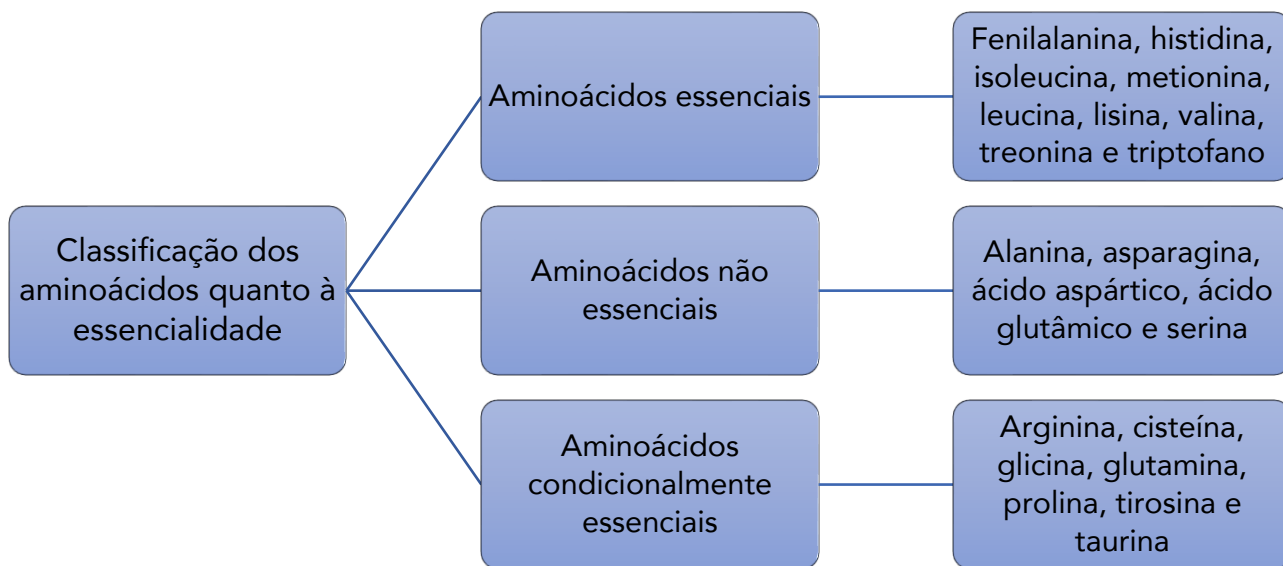 Classificação dos
aminoácidos quanto à
essencialidade
Aminoácidos essenciais
Fenilalanina, histidina,
isoleucina, metionina,
leucina, lisina, valina,
treonina e triptofano
Aminoácidos não
essenciais
Alanina, asparagina,
ácido aspártico, ácido
glutâmico e serina
Aminoácidos
condicionalmente
essenciais
Arginina, cisteína,
glicina, glutamina,
prolina, tirosina e
taurina